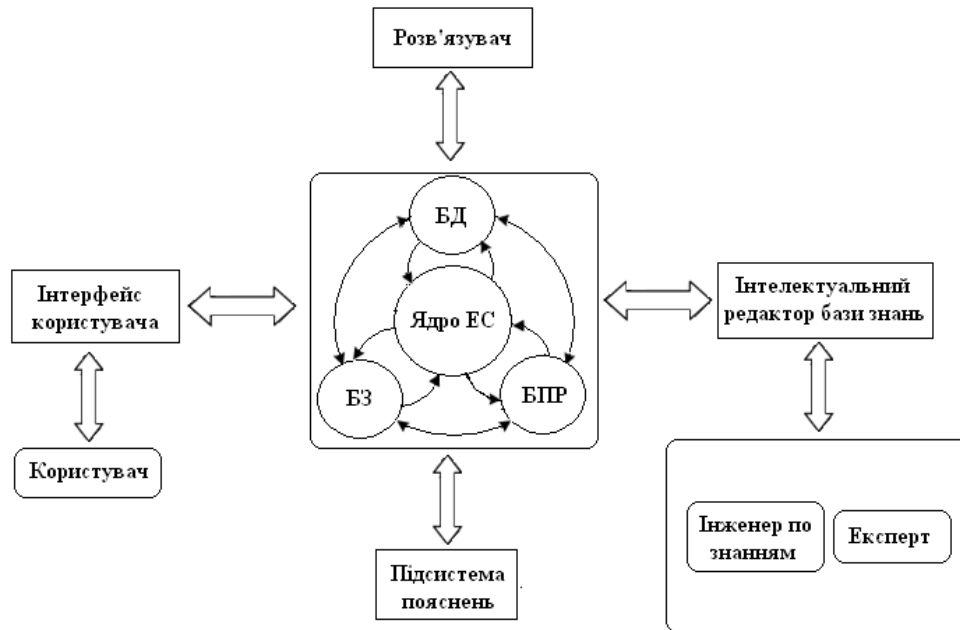 Розв'язувач
БД
Інтерфейс
користувача
Ядро ЕС
Інтелектуальний
редактор бази знань
БЗ
БПР
Користувач
Інженер по
знанням
Експерт
Підсистема
пояснень